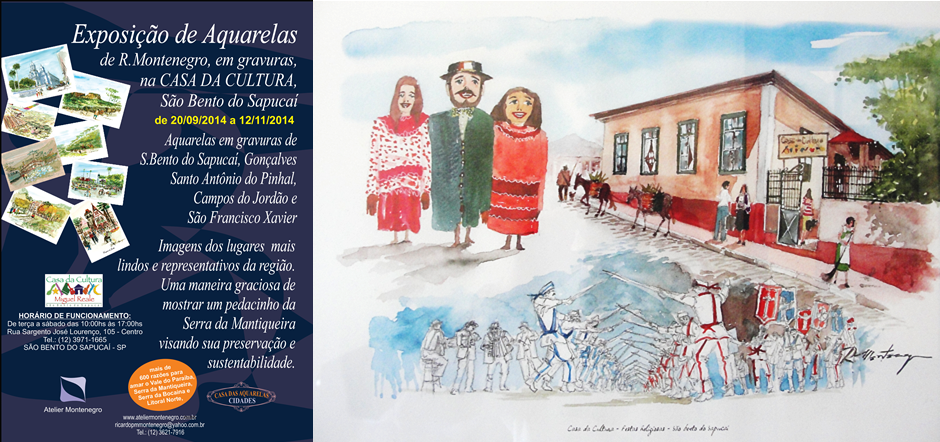 Exposição de Aquarelas
de R.Montenegro, em gravuras,
na CASA DA CULTURA,
São Bento do Sapucaí
de 20/09/2014 a 12/11/2014
Aquarelas em gravuras de
S.Bento do Sapucaí, Gonçalves
Santo Antônio do Pinhal,
Campos do Jordão e
São Francisco Xavier
Imagens dos lugares mais
lindos e representativos da região.
Uma maneira graciosa de
mostrar um pedacinho da
Serra da Mantiqueira
visando sua preservação e
sustentabilidade.
Casa da Cultura
Miguel Reale
HORÁRIO DE FUNCIONAMENTO:
De terça a sábado das 10:00hs às 17:00hs
Rua Sargento José Lourenço, 105 - Centro
Tel.: (12) 3971-1665
SÃO BENTO DO SAPUCAÍ - SP
mais de
600 razões para
amar o Vale do Paraíba,
Serra da Mantiqueira,
Serra da Bocaina e
Litorel Norte.
Atelier Montenegro
CASA DAS AQUARELAS
CIDADES
www.ateliermontenegro.com.br
ricardopmmontenegro@yahoo.com.br
Tel.: (12) 3621-7916
Casa da Cultura - Festas Religiosas - São Bento do Sapucaí